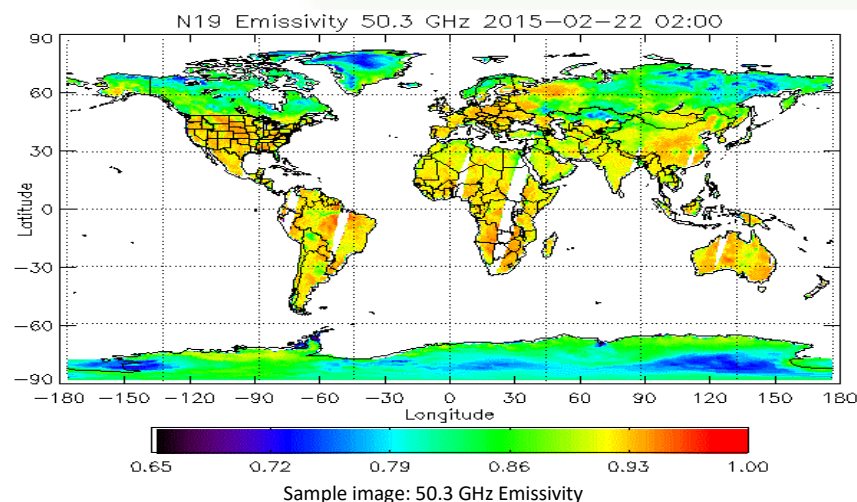 N19 Emissivity 50.3 GHz 2015-02-22 02:00
90
60
30
0
-30
-60
-90
Latitude
-180 -150 -120 -90 -60 -30 0 30 60 90 120 150 180
Longitude
0.65 0.72 0.79 0.86 0.93 1.00
Sample image: 50.3 GHz Emissivity